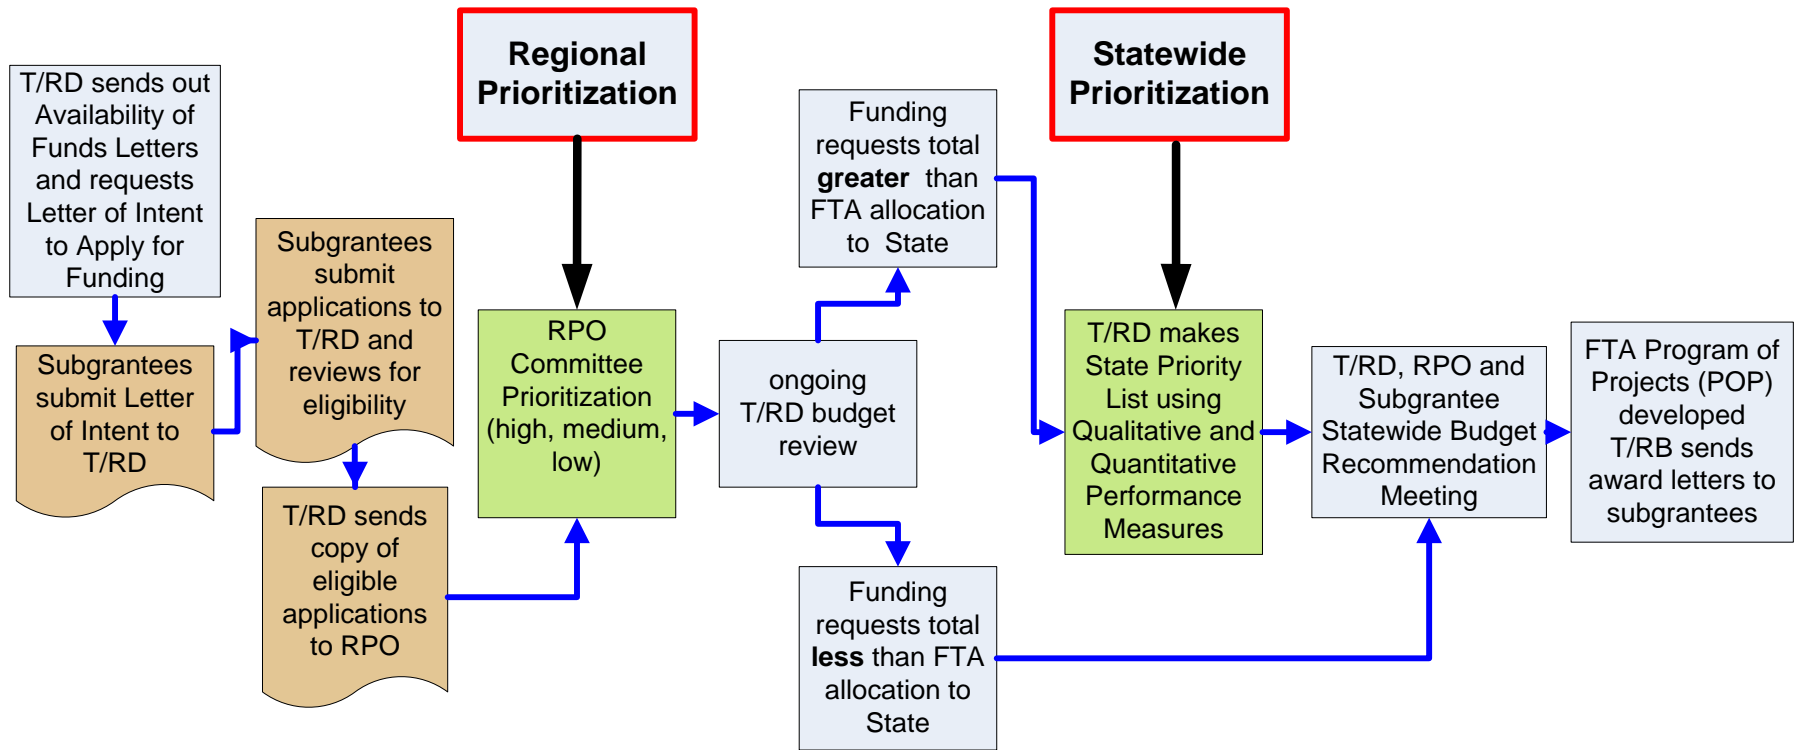 T/RD sends out
Availability of
Funds Letters
and requests
Letter of Intent
to Apply for
Funding
Subgrantees
submit Letter
of Intent to
T/RD
Subgrantees
submit
applications to
T/RD and
reviews for
eligibility
T/RD sends
copy of
eligible
applications
to RPO
Regional
Prioritization
RPO
Committee
Prioritization
(high, medium,
low)
ongoing
T/RD budget
review
Funding
requests total
greater than
FTA allocation
to State
Funding
requests total
less than FTA
allocation to
State
Statewide
Prioritization
T/RD makes
State Priority
List using
Qualitative and
Quantitative
Performance
Measures
T/RD, RPO and
Subgrantee
Statewide Budget
Recommendation
Meeting
FTA Program of
Projects (POP)
developed
T/RB sends
award letters to
subgrantees